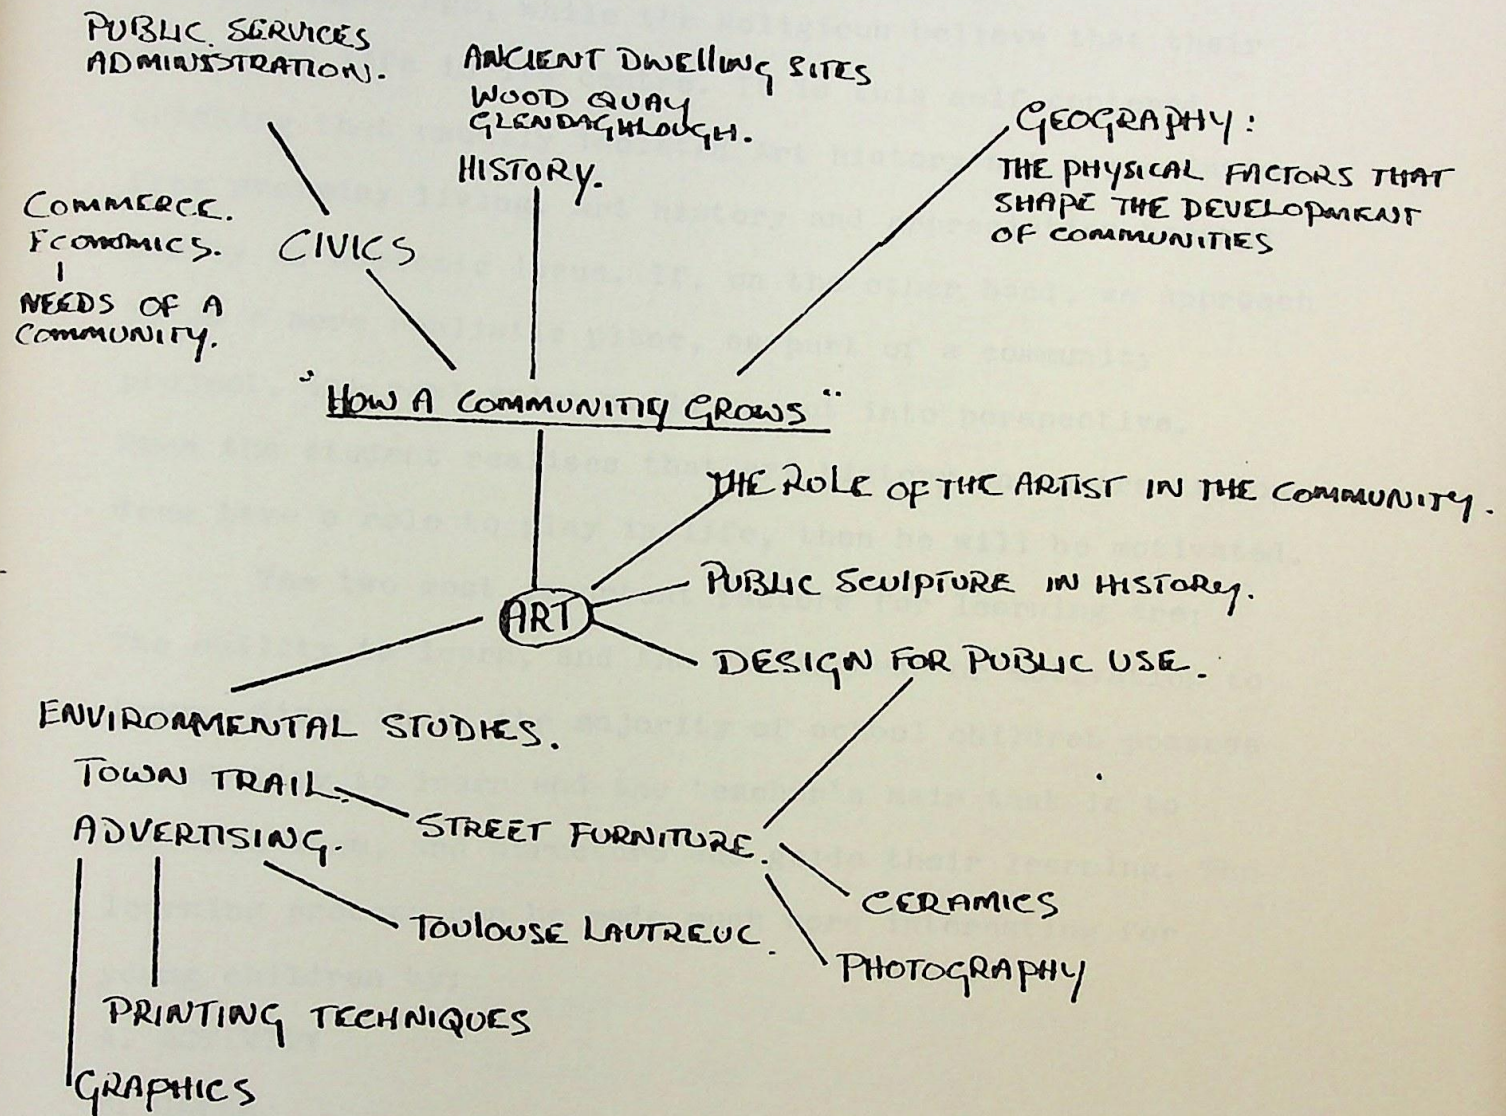 PUBLIC SERVICES
ADMINISTRATION.
ANCIENT DWELLING SITES
WOOD QUAY
GLENDAGHLOUGH.
HISTORY.
GEOGRAPHY:
THE PHYSICAL FACTORS THAT
SHAPE THE DEVELOPMENT
OF COMMUNITIES
COMMERCE.
ECONOMICS.
NEEDS OF A
COMMUNITY.
CIVICS
"HOW A COMMUNITIY GROWS"
THE ROLE OF THE ARTIST IN THE COMMUNITY.
PUBLIC SCULPTURE IN HISTORY.
ART
DESIGN FOR PUBLIC USE.
ENVIRONMENTAL STUDIES.
TOWN TRAIL.
ADVERTISING.
STREET FURNITURE.
CERAMICS
TOULOUSE LAUTREUC.
PHOTOGRAPHY
PRINTING TECHNIQUES
GRAPHICS